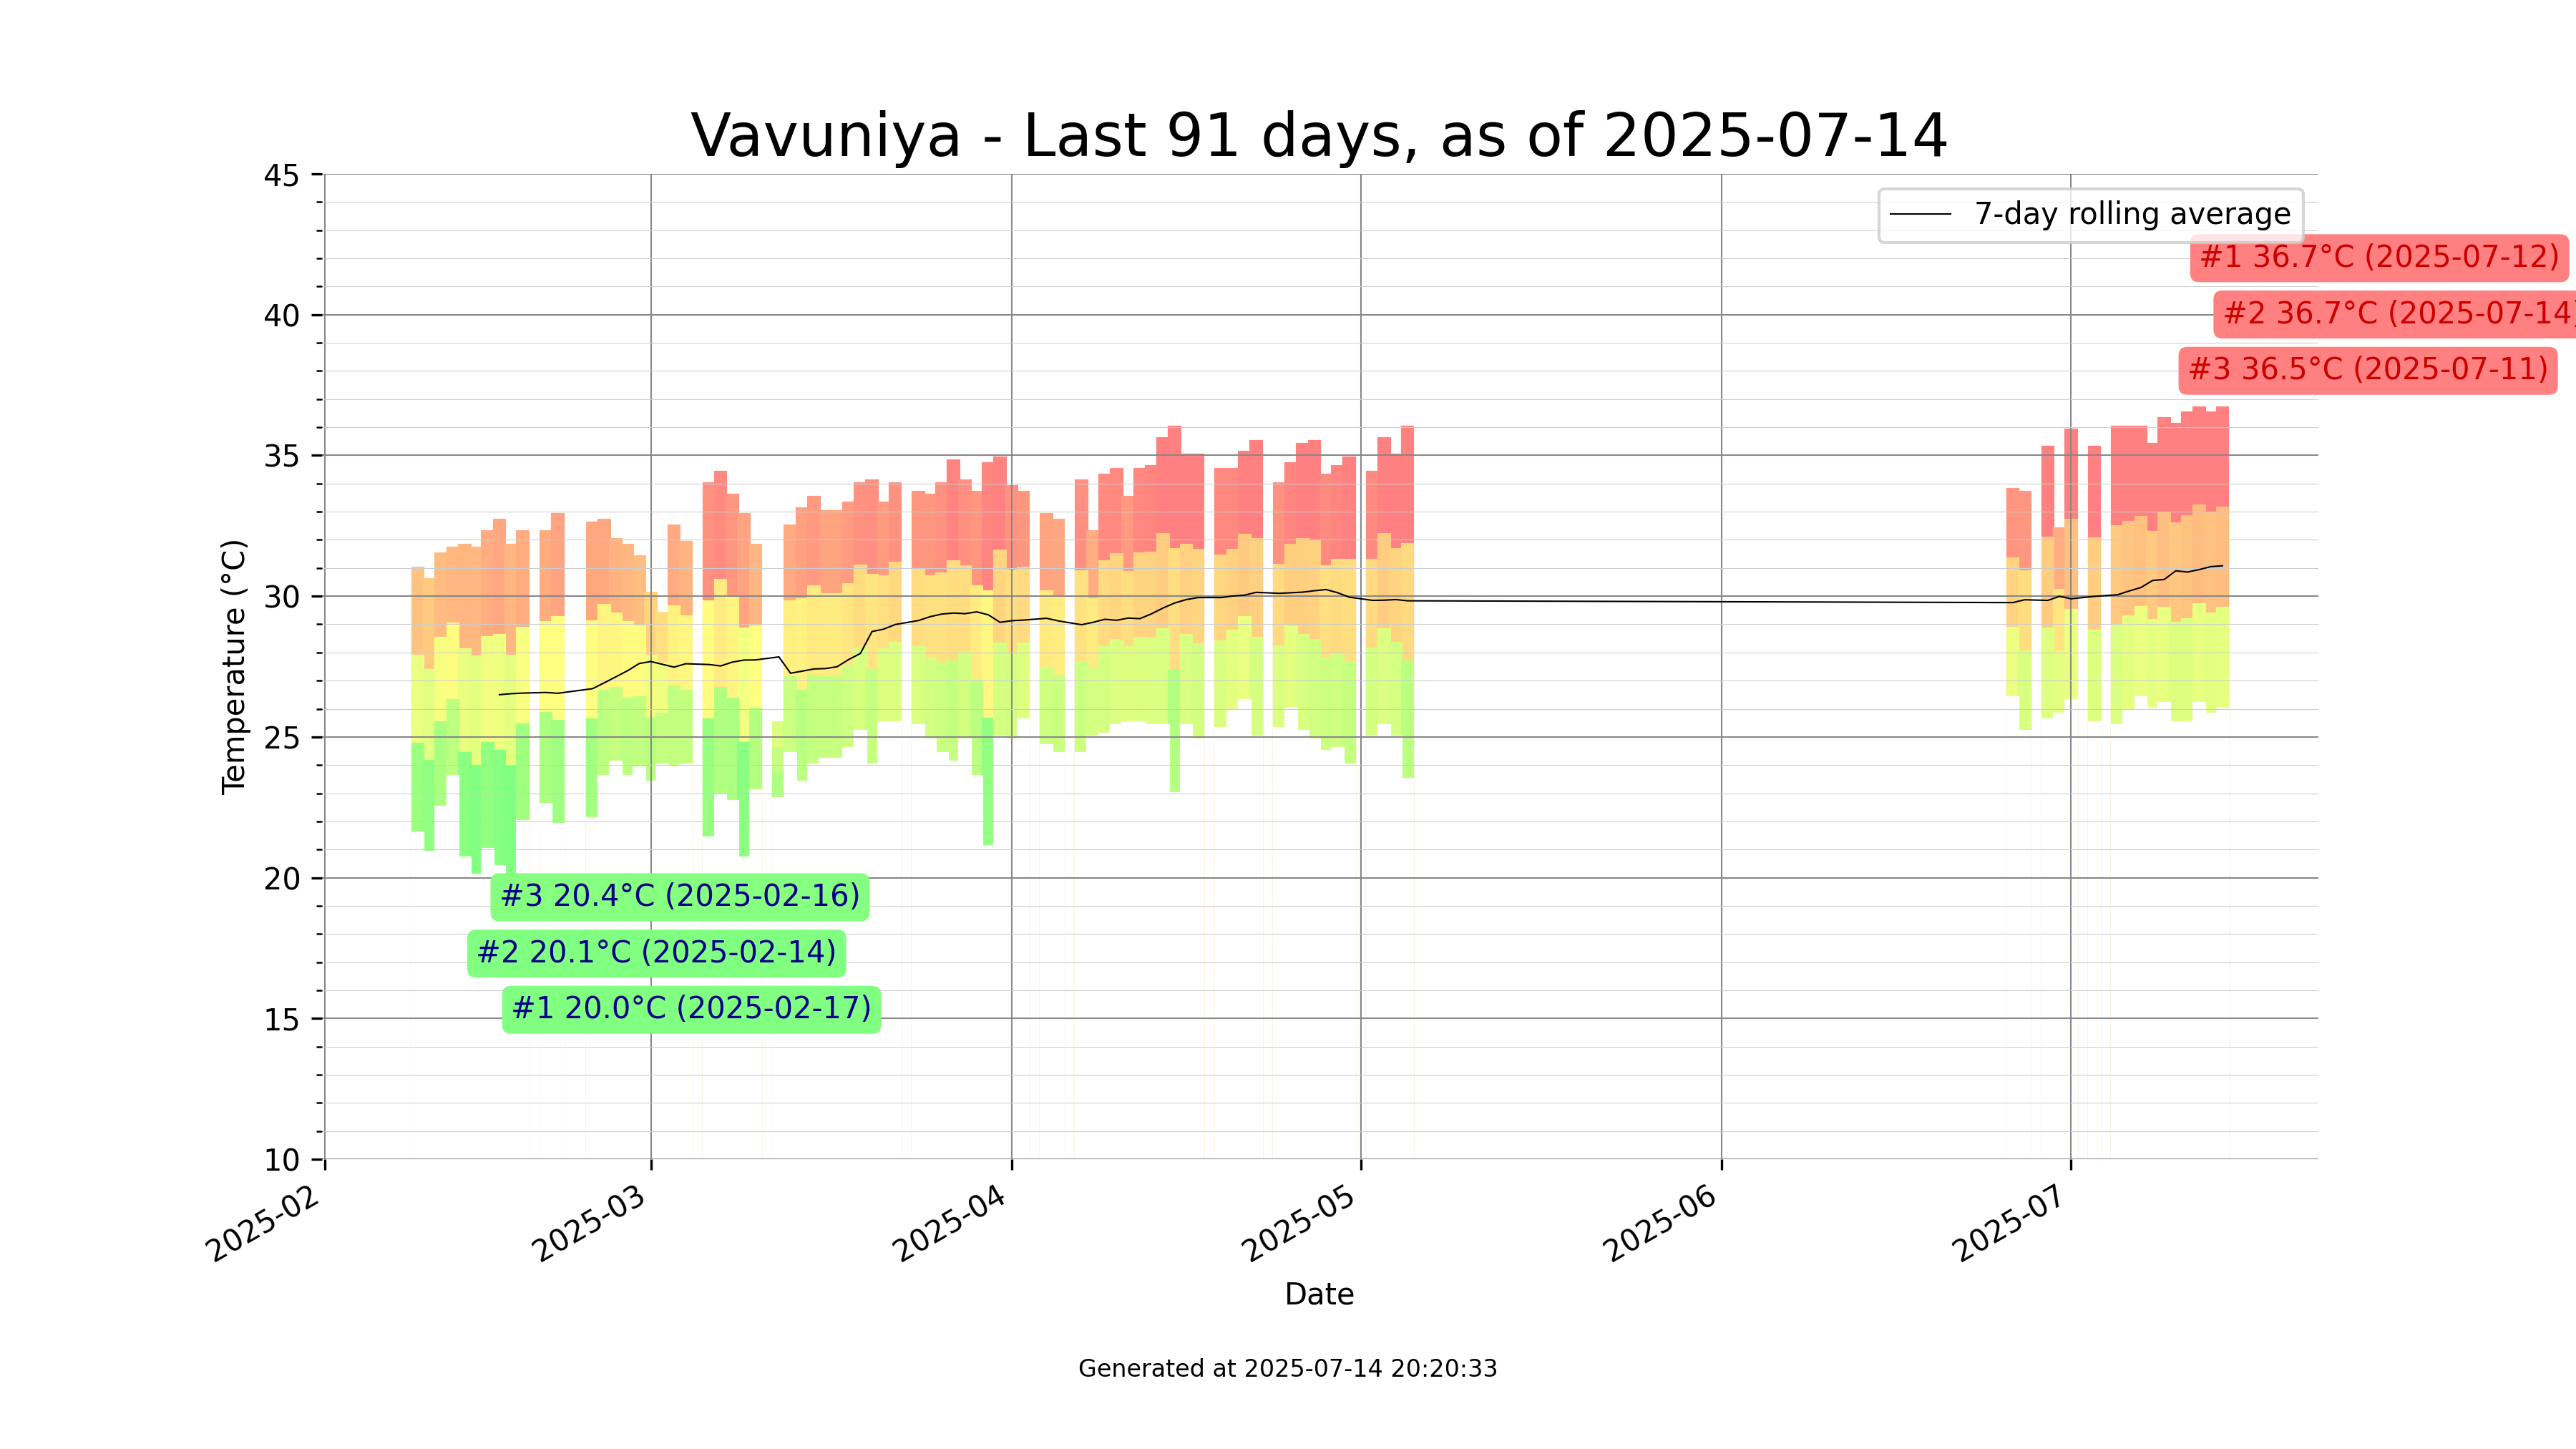 Vavuniya - Last 91 days, as of 2025-07-14
7-day rolling average
#1 36.7°C (2025-07-12)
#2 36.7°C (2025-07-14)
#3 36.5°C (2025-07-11)
45
40
35
30
25
20
15
10
Temperature (°C)
#3 20.4°C (2025-02-16)
#2 20.1°C (2025-02-14)
#1 20.0°C (2025-02-17)
2025-02
2025-03
2025-04
2025-05
2025-06
2025-07
Date
Generated at 2025-07-14 20:20:33